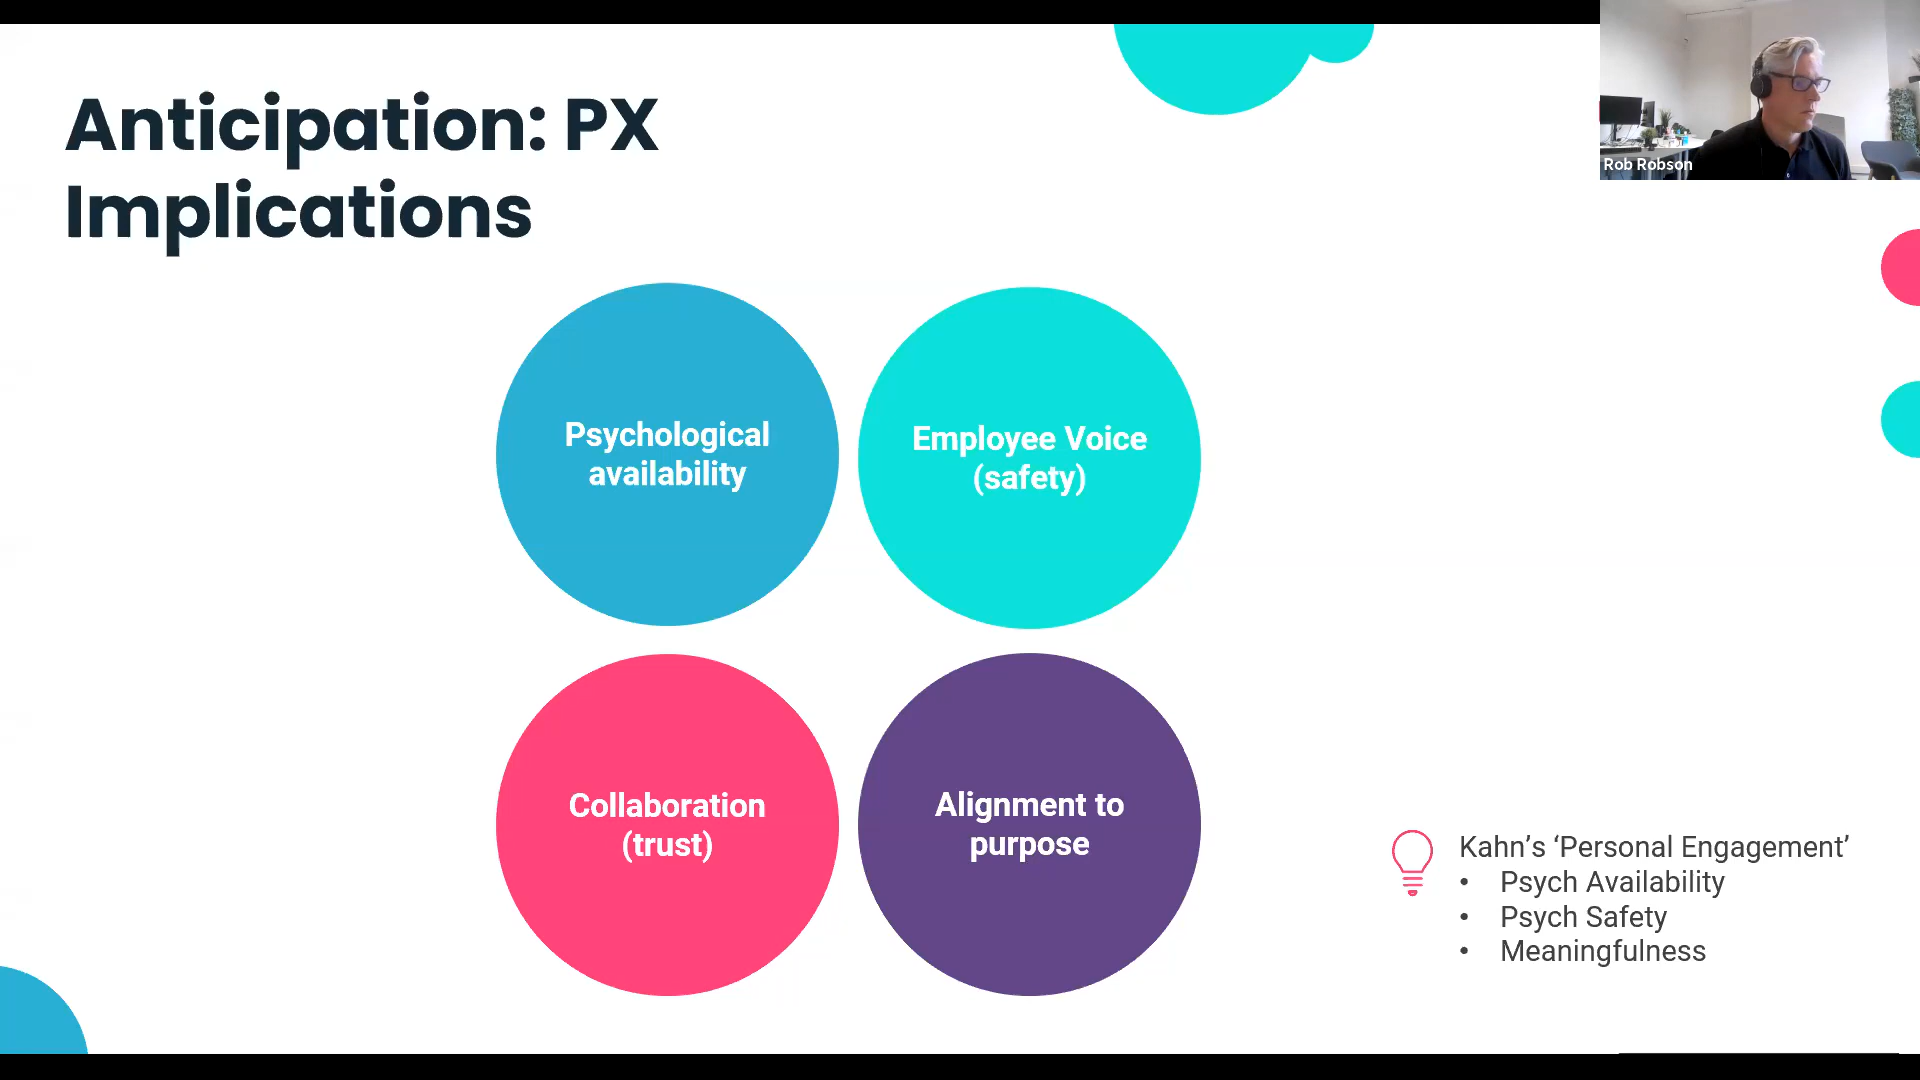 Anticipation: PX
Implications
Rob Robson
Psychological
availability
Employee Voice
(safety)
Collaboration
(trust)
Alignment to
purpose
Kahn’s ‘Personal Engagement’
• Psych Availability
• Psych Safety
• Meaningfulness